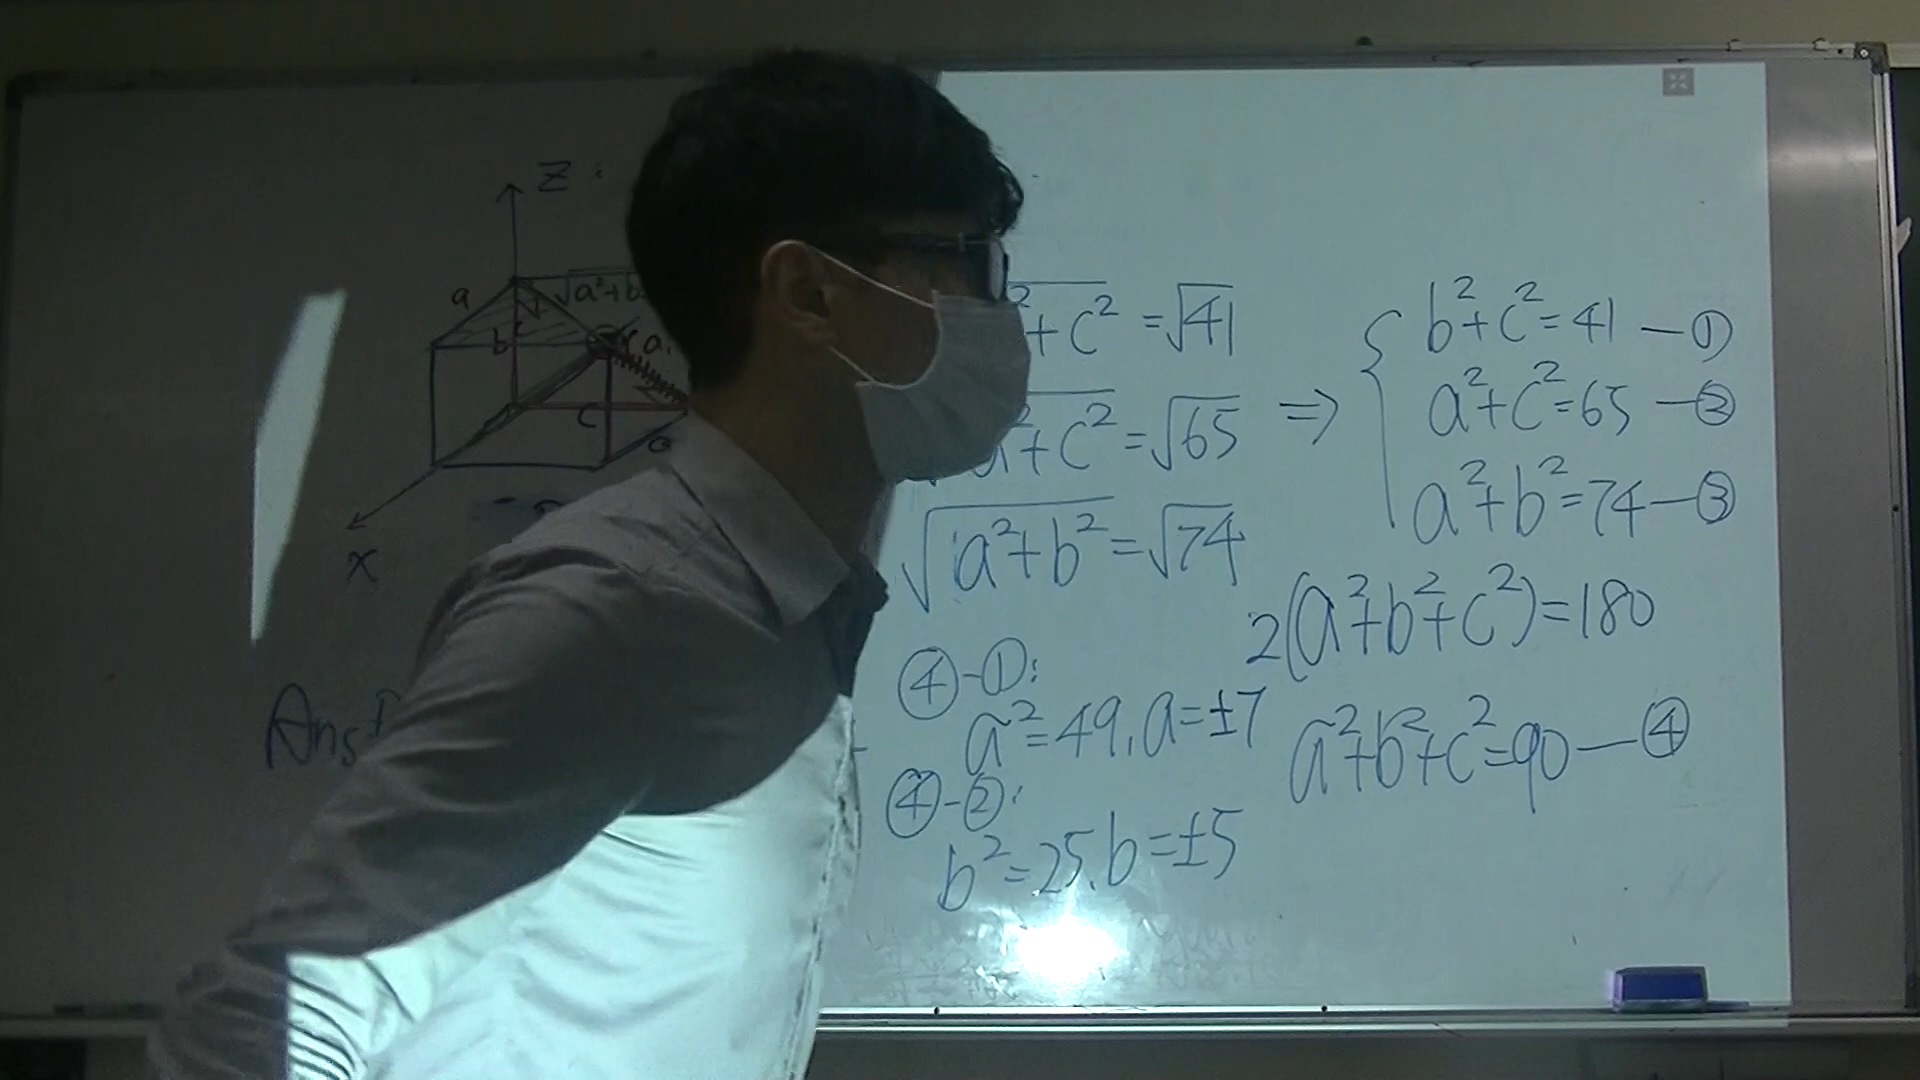 Z
a
√a²+b
b
c
a
c
a
x
Ans
²+c²=√41
a²+c²=√65
√a²+b²=√74
⇒
{ b²+c²=41—①
a²+c²=65—②
a²+b²=74—③
2(a²+b²+c²)=180
a²+b²+c²=90—④
④-①:
a²=49,a=±7
④-②:
b²=25,b=±5